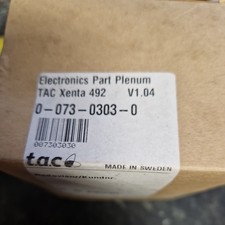 Electronics Part Plenum
TAC Xenta 492 V1.04
0-073-0303-0
007303030
tac
MADE IN SWEDEN